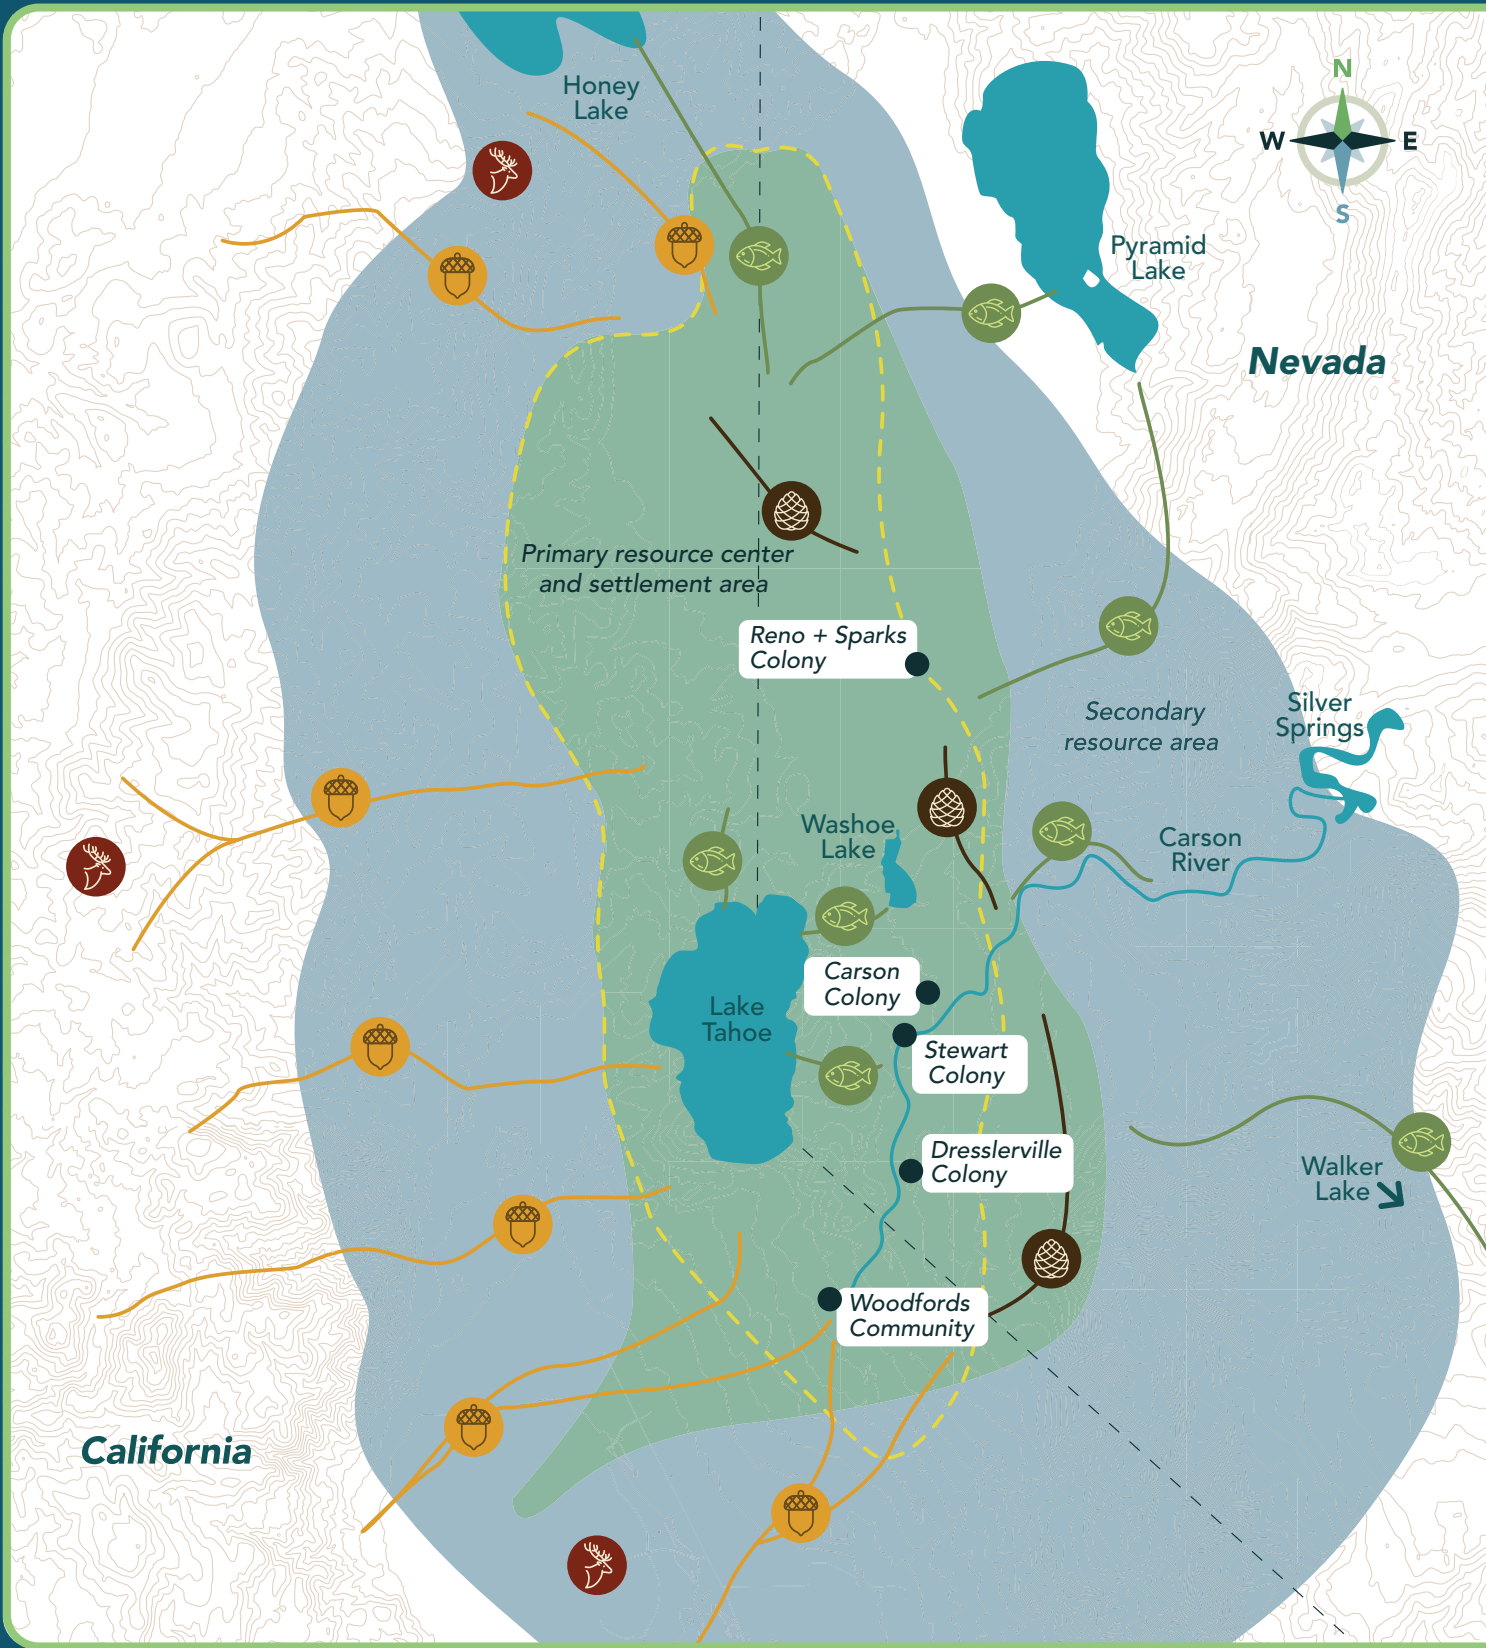 Honey
Lake
N
W
E
S
Pyramid
Lake
Nevada
Primary resource center
and settlement area
Reno + Sparks
Colony
Secondary
resource area
Silver
Springs
Washoe
Lake
Carson
River
Carson
Colony
Lake
Tahoe
Stewart
Colony
Dresslerville
Colony
Walker
Lake
Woodfords
Community
California